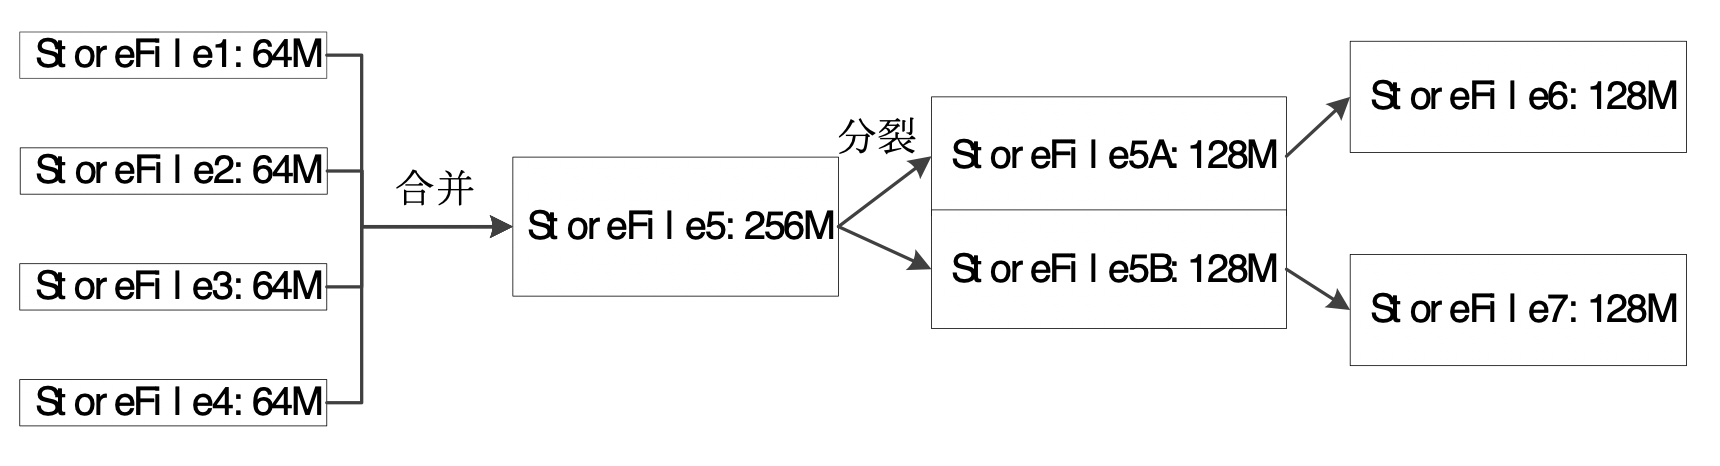 StoreFile1: 64M
StoreFile2: 64M
StoreFile3: 64M
StoreFile4: 64M
合并
StoreFile5: 256M
分裂
StoreFile5A: 128M
StoreFile5B: 128M
StoreFile6: 128M
StoreFile7: 128M